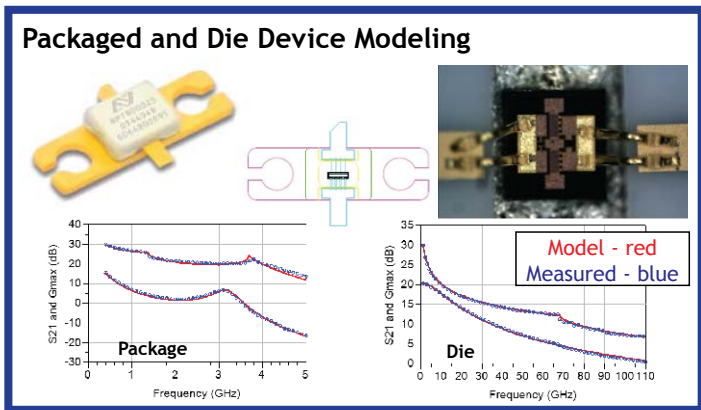 Packaged and Die Device Modeling
S21 and Gmax (dB)
40
30
20
10
0
-10
-20
-30
0
1
2
3
4
5
Package
Frequency (GHz)
S21 and Gmax (dB)
35
30
25
20
15
10
5
0
Model - red
Measured - blue
Die
0 10 20 30 40 50 60 70 80 90 100 110
Frequency (GHz)